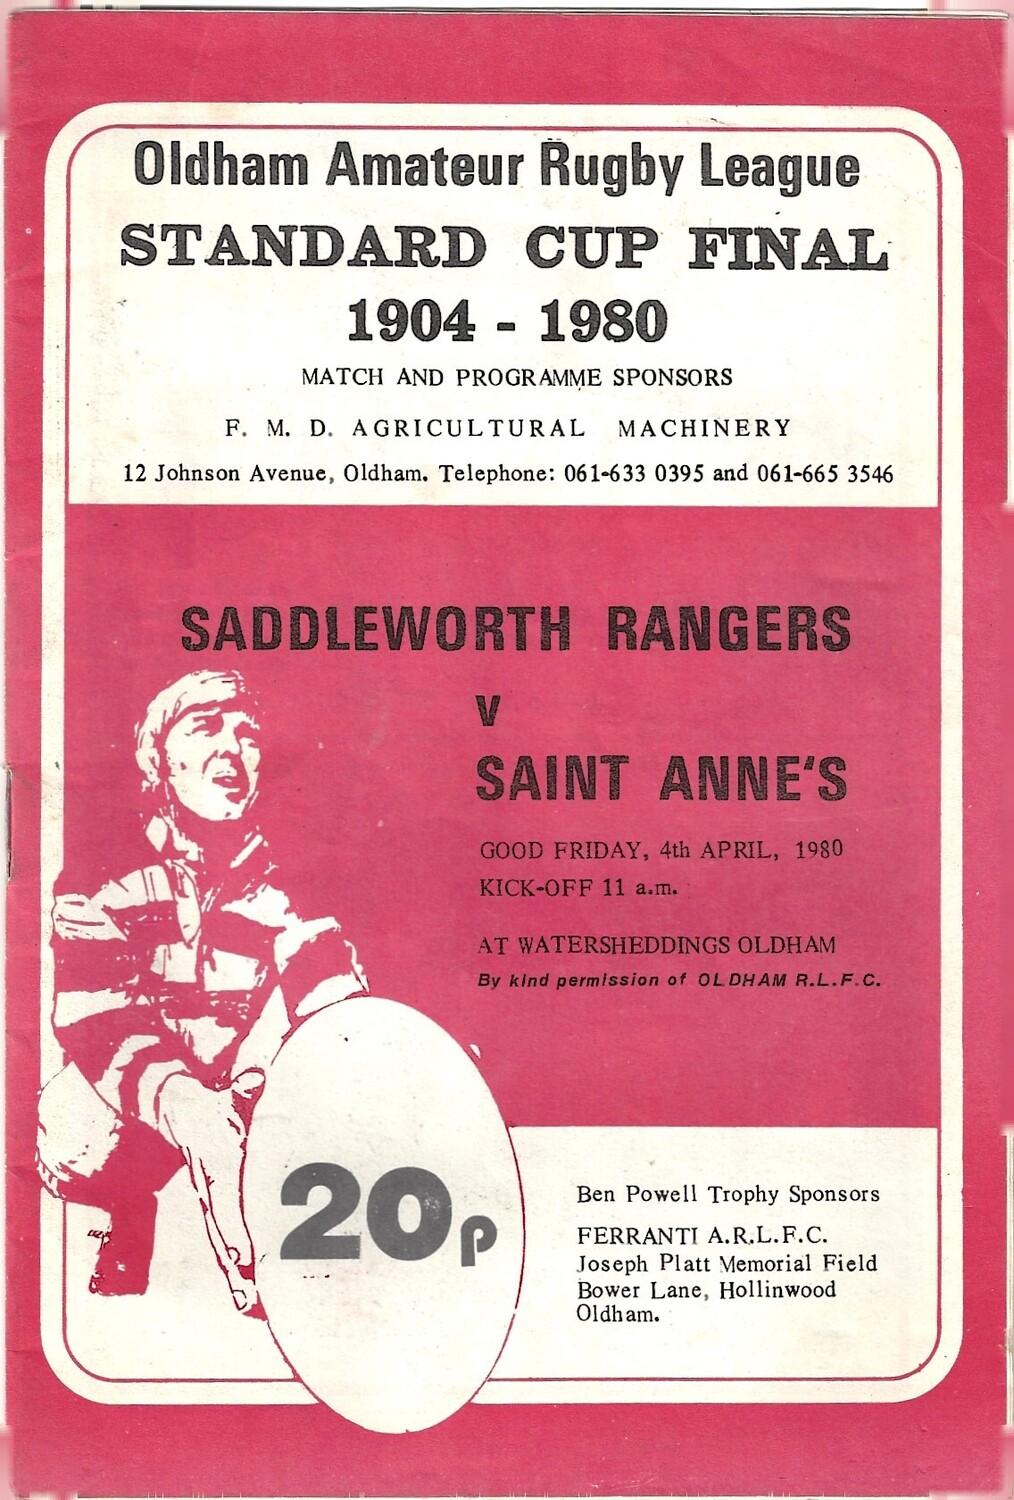 Oldham Amateur Rugby League
STANDARD CUP FINAL
1904 - 1980
MATCH AND PROGRAMME SPONSORS
F. M. D. AGRICULTURAL MACHINERY
12 Johnson Avenue, Oldham. Telephone: 061-633 0395 and 061-665 3546
SADDLEWORTH RANGERS
V
SAINT ANNE'S
GOOD FRIDAY, 4th APRIL, 1980
KICK-OFF 11 a.m.
AT WATERSHEDDINGS OLDHAM
By kind permission of OLDHAM R.L.F.C.
20p
Ben Powell Trophy Sponsors
FERRANTI A.R.L.F.C.
Joseph Platt Memorial Field
Bower Lane, Hollinwood
Oldham.